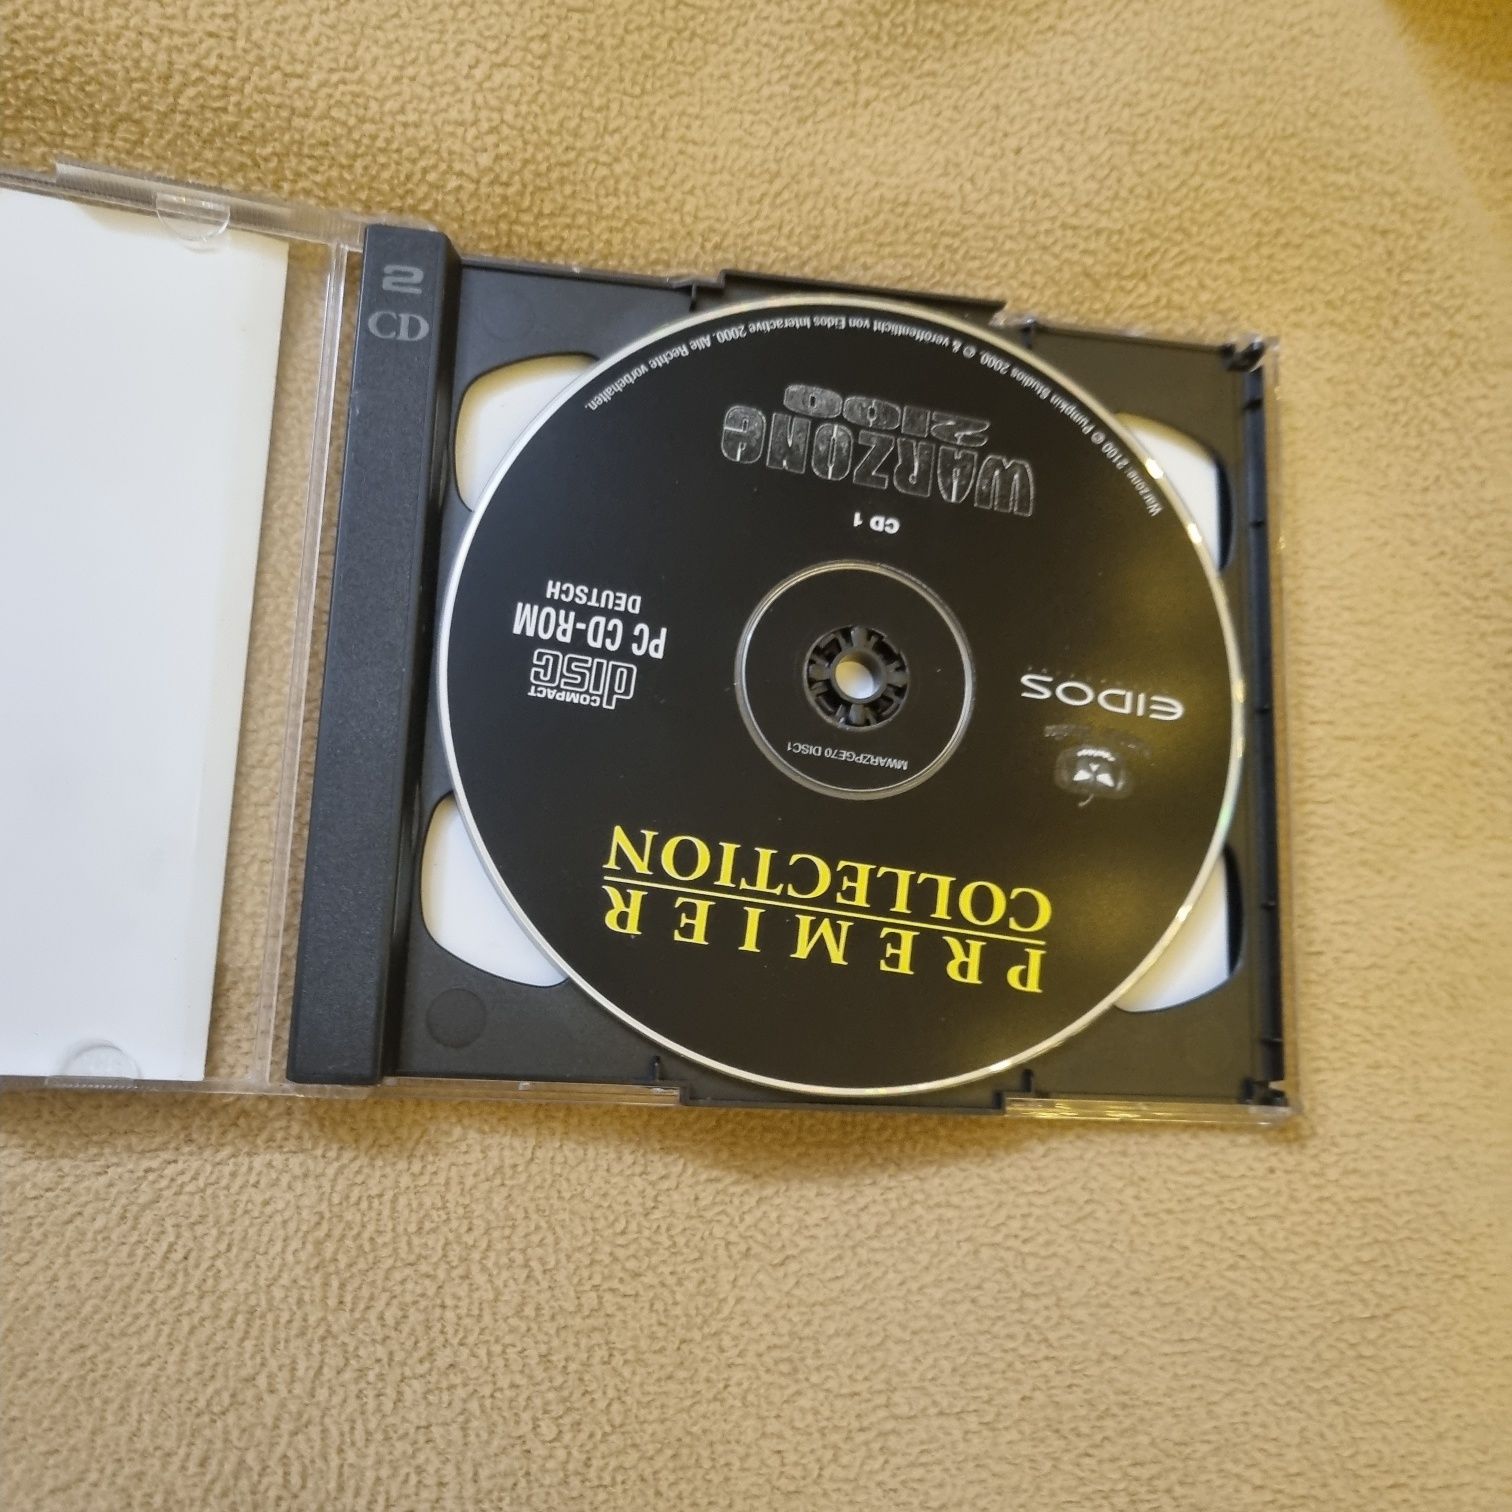 2
CD
PREMIER
COLLECTION
MWARZPGE70 DISC1
EIDOS
COMPACT
disc
PC CD-ROM
DEUTSCH
CD 1
WARZONE
2100
Warzone 2100 © Pumpkin Studios 2000. © & veröffentlicht von Eidos Interactive 2000. Alle Rechte vorbehalten.